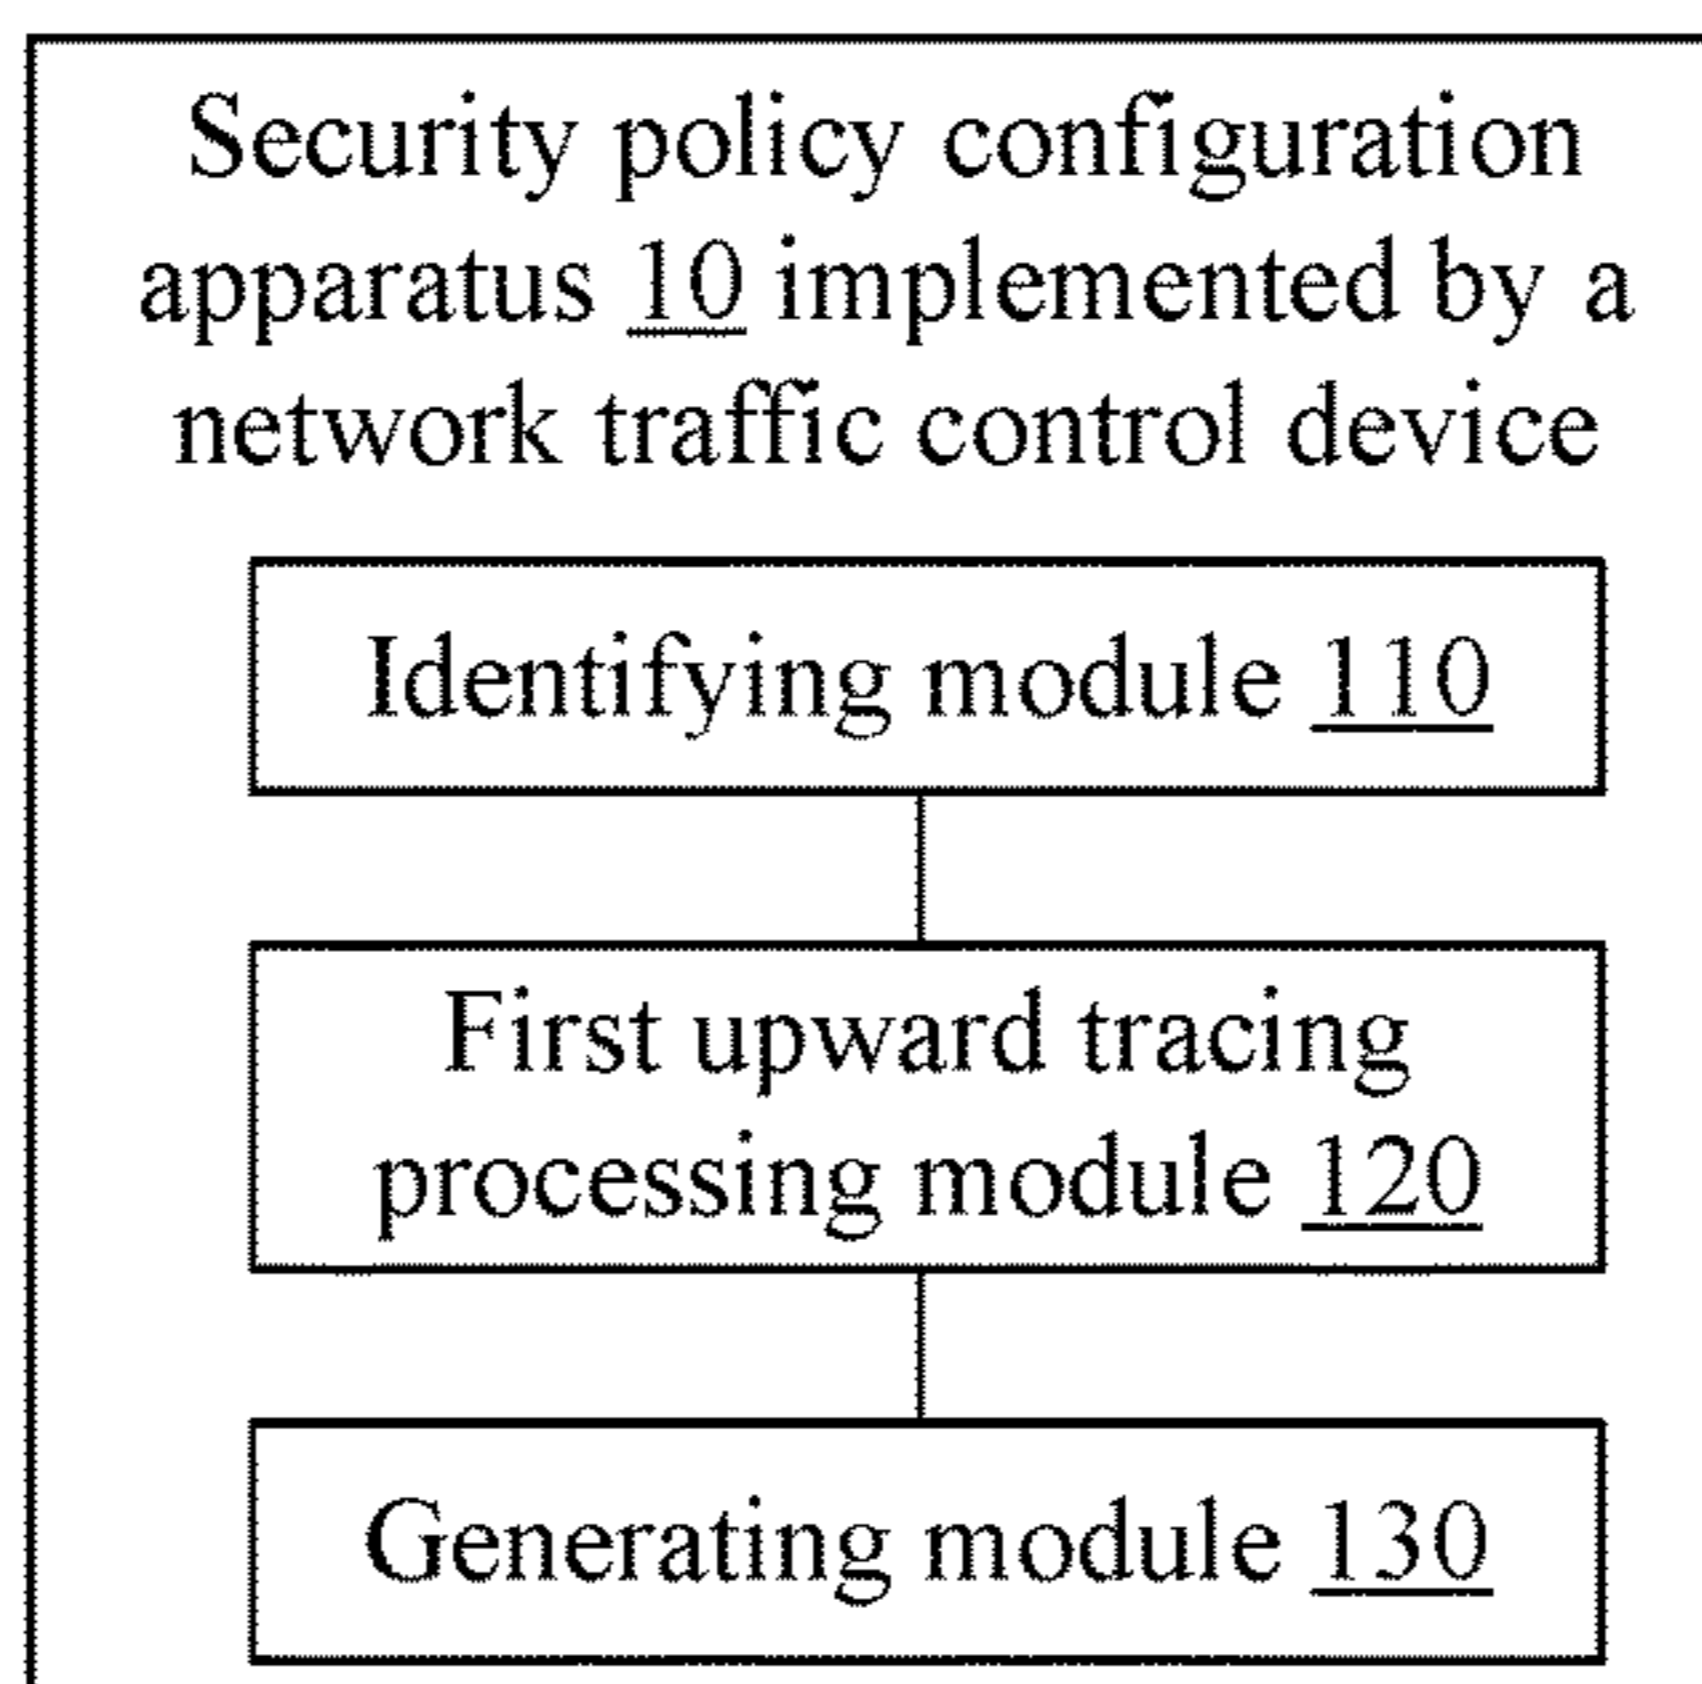 Security policy configuration
apparatus 10 implemented by a
network traffic control device
Identifying module 110
First upward tracing
processing module 120
Generating module 130